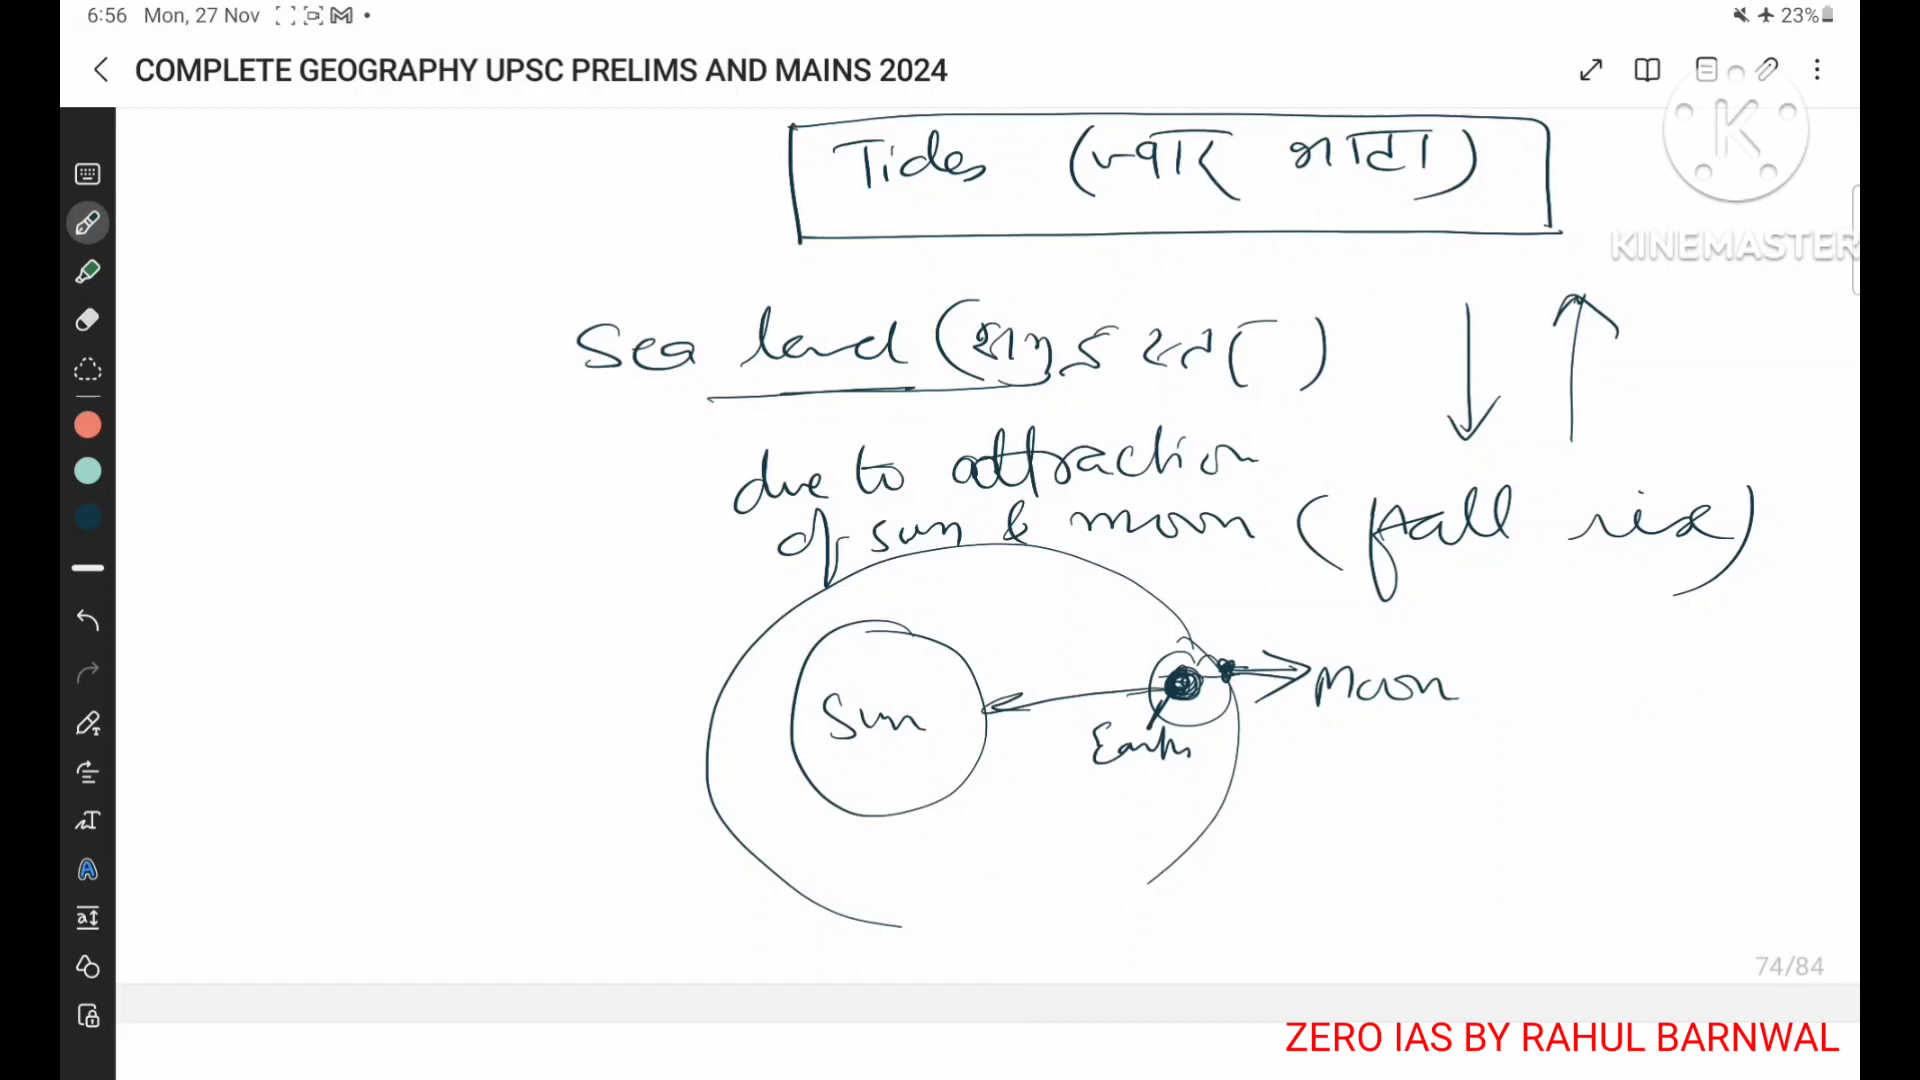 6:56 Mon, 27 Nov
23%
COMPLETE GEOGRAPHY UPSC PRELIMS AND MAINS 2024
KINEMASTER
Tides (ज्वार भाटा)
Sea level (समुद्र स्तर)
due to attraction
of sun & moon (fall rise)
Sun
Moon
Earth
74/84
ZERO IAS BY RAHUL BARNWAL